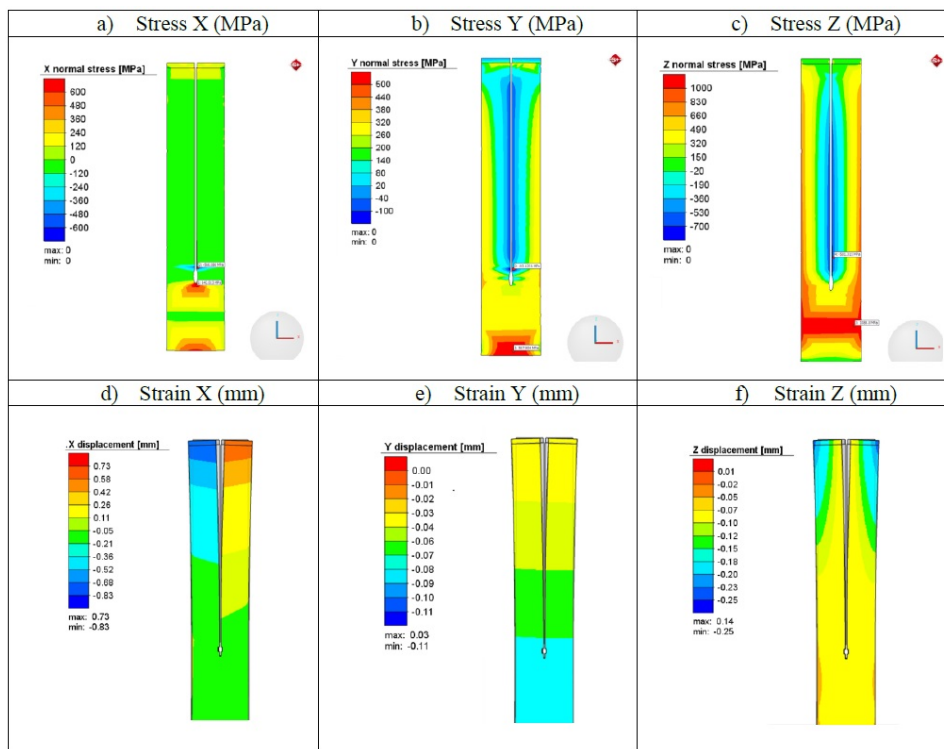 a) Stress X (MPa)
b) Stress Y (MPa)
c) Stress Z (MPa)
X normal stress [MPa]
600
480
360
240
120
0
-120
-240
-360
-480
-600
max: 0
min: 0
Y normal stress [MPa]
500
440
380
320
260
140
80
20
-40
-100
max: 0
min: 0
Z normal stress [MPa]
1000
830
660
490
320
150
-20
-190
-360
-530
-700
max: 0
min: 0
d) Strain X (mm)
e) Strain Y (mm)
f) Strain Z (mm)
X displacement [mm]
0.73
0.58
0.42
0.26
0.11
-0.05
-0.21
-0.36
-0.52
-0.68
-0.83
max: 0.73
min: -0.83
Y displacement [mm]
0.00
-0.01
-0.02
-0.03
-0.04
-0.06
-0.07
-0.08
-0.09
-0.10
-0.11
max: 0.03
min: -0.11
Z displacement [mm]
0.01
-0.02
-0.05
-0.07
-0.10
-0.12
-0.15
-0.18
-0.20
-0.23
-0.25
max: 0.14
min: -0.25